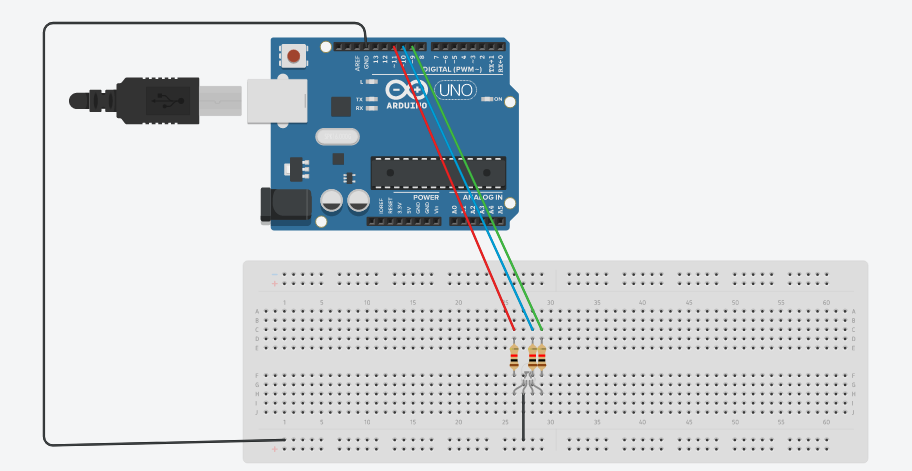 AREF
GND
13
12
~11
~10
~9
8
7
~6
~5
4
~3
2
TX→1
RX←0
DIGITAL (PWM~)
L
TX
RX
ARDUINO
UNO
ON
POWER
ANALOG IN
IOREF
RESET
3.3V
5V
GND
GND
Vin
A0
A1
A2
A3
A4
A5
- 
+
1 5 10 15 20 25 30 35 40 45 50 55 60
A A
B B
C C
D D
E E
F F
G G
H H
I I
J J
1 5 10 15 20 25 30 35 40 45 50 55 60
-
+